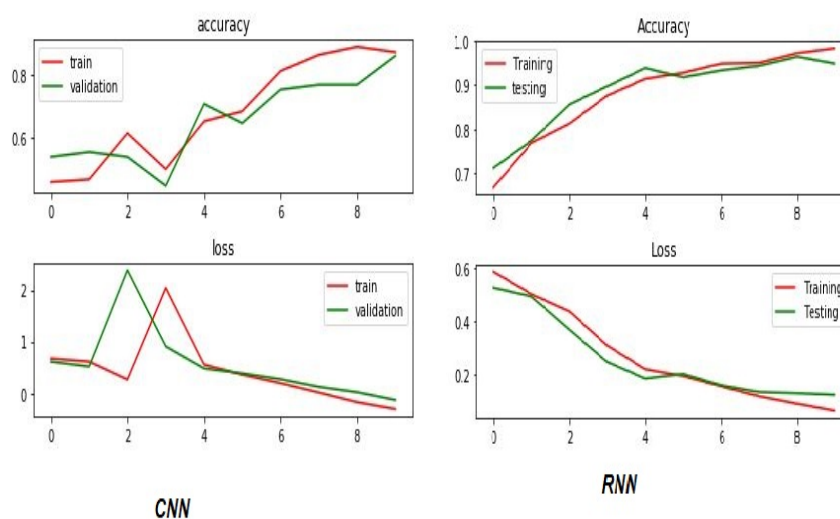 accuracy
train
validation
0.8
0.6
0 2 4 6 8
loss
train
validation
2
1
0
0 2 4 6 8
CNN
Accuracy
Training
testing
1.0
0.9
0.8
0.7
0 2 4 6 8
Loss
Training
Testing
0.6
0.4
0.2
0 2 4 6 8
RNN